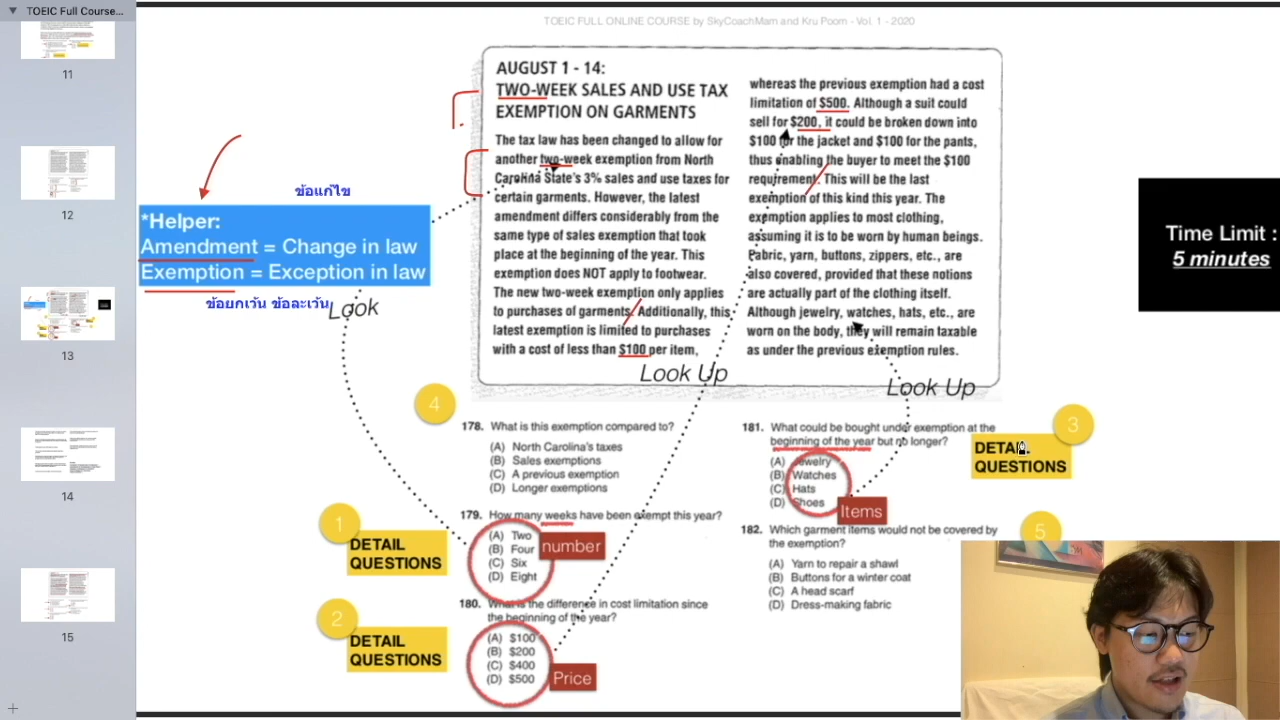 TOEIC Full Course...
11
12
13
14
15
+
TOEIC FULL ONLINE COURSE by SkyCoachMam and Kru Poom - Vol. 1 - 2020
ข้อแก้ไข
*Helper:
Amendment = Change in law
Exemption = Exception in law
ข้อยกเว้น ข้อละเว้น
Look
AUGUST 1 - 14:
TWO-WEEK SALES AND USE TAX
EXEMPTION ON GARMENTS
The tax law has been changed to allow for
another two-week exemption from North
Carolina State's 3% sales and use taxes for
certain garments. However, the latest
amendment differs considerably from the
same type of sales exemption that took
place at the beginning of the year. This
exemption does NOT apply to footwear.
The new two-week exemption only applies
to purchases of garments. Additionally, this
latest exemption is limited to purchases
with a cost of less than $100 per item,
Look Up
whereas the previous exemption had a cost
limitation of $500. Although a suit could
sell for $200, it could be broken down into
$100 for the jacket and $100 for the pants,
thus enabling the buyer to meet the $100
requirement. This will be the last
exemption of this kind this year. The
exemption applies to most clothing,
assuming it is to be worn by human beings.
Fabric, yarn, buttons, zippers, etc., are
also covered, provided that these notions
are actually part of the clothing itself.
Although jewelry, watches, hats, etc., are
worn on the body, they will remain taxable
as under the previous exemption rules.
Look Up
Time Limit :
5 minutes
4
178. What is this exemption compared to?
(A) North Carolina's taxes
(B) Sales exemptions
(C) A previous exemption
(D) Longer exemptions
1
DETAIL
QUESTIONS
179. How many weeks have been exempt this year?
(A) Two
(B) Four
(C) Six
(D) Eight
number
2
DETAIL
QUESTIONS
180. What is the difference in cost limitation since
the beginning of the year?
(A) $100
(B) $200
(C) $400
(D) $500
Price
181. What could be bought under exemption at the
beginning of the year but no longer?
(A) Jewelry
(B) Watches
(C) Hats
(D) Shoes
Items
3
DETAIL
QUESTIONS
5
182. Which garment items would not be covered by
the exemption?
(A) Yarn to repair a shawl
(B) Buttons for a winter coat
(C) A head scarf
(D) Dress-making fabric